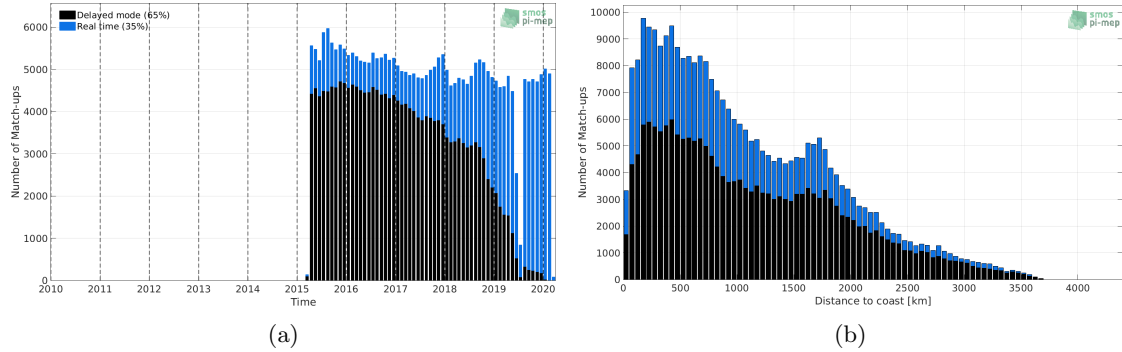 Delayed mode (65%)
Real time (35%)
smos
pi-mep
Number of Match-ups
6000
5000
4000
3000
2000
1000
0
2010 2011 2012 2013 2014 2015 2016 2017 2018 2019 2020
Time
(a)
smos
pi-mep
Number of Match-ups
10000
9000
8000
7000
6000
5000
4000
3000
2000
1000
0
0 500 1000 1500 2000 2500 3000 3500 4000
Distance to coast [km]
(b)